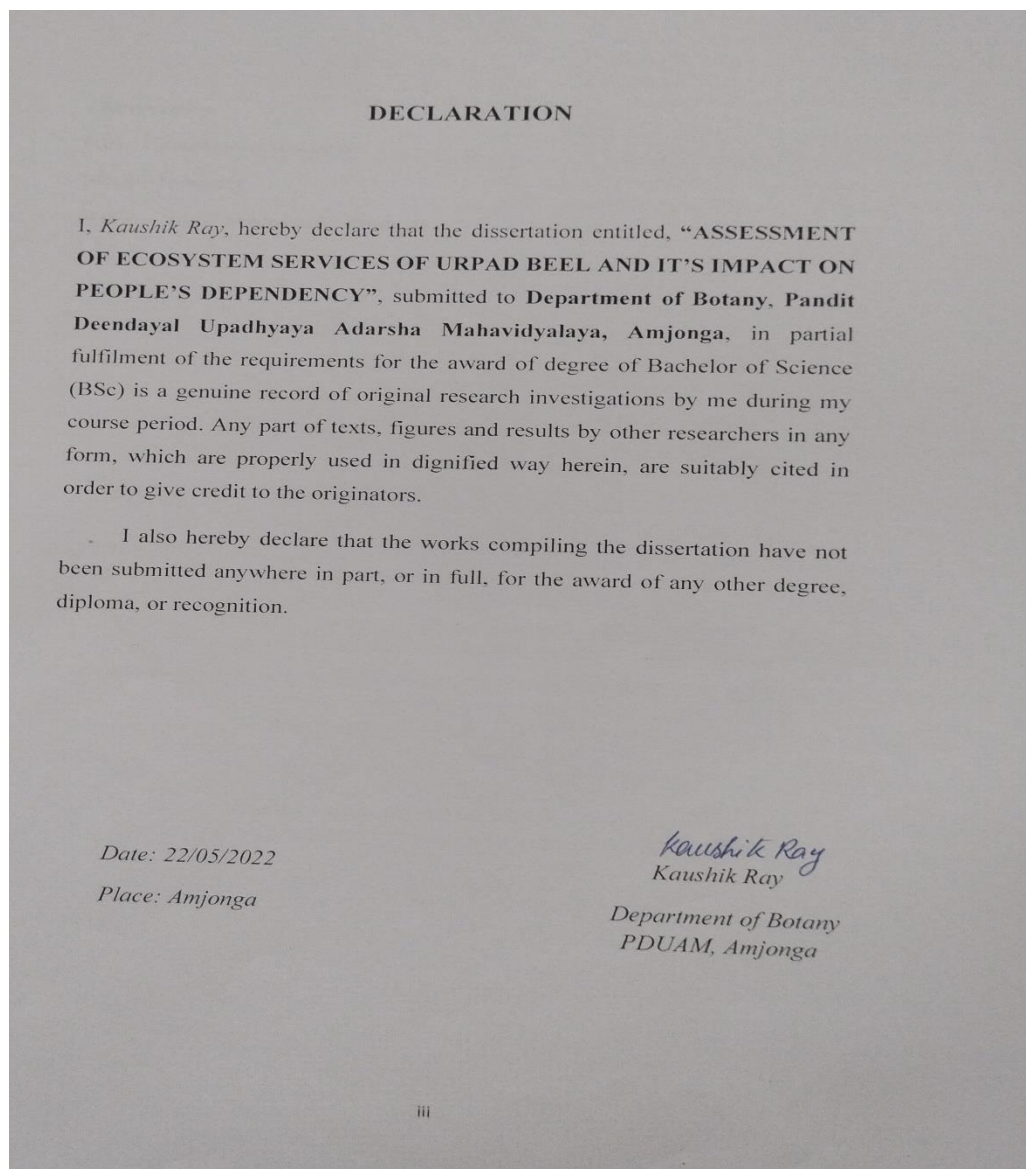 DECLARATION
I, Kaushik Ray, hereby declare that the dissertation entitled, “ASSESSMENT
OF ECOSYSTEM SERVICES OF URPAD BEEL AND IT’S IMPACT ON
PEOPLE’S DEPENDENCY”, submitted to Department of Botany, Pandit
Deendayal Upadhyaya Adarsha Mahavidyalaya, Amjonga, in partial
fulfilment of the requirements for the award of degree of Bachelor of Science
(BSc) is a genuine record of original research investigations by me during my
course period. Any part of texts, figures and results by other researchers in any
form, which are properly used in dignified way herein, are suitably cited in
order to give credit to the originators.
I also hereby declare that the works compiling the dissertation have not
been submitted anywhere in part, or in full, for the award of any other degree,
diploma, or recognition.
Date: 22/05/2022
Place: Amjonga
Kaushik Ray
Kaushik Ray
Department of Botany
PDUAM, Amjonga
iii